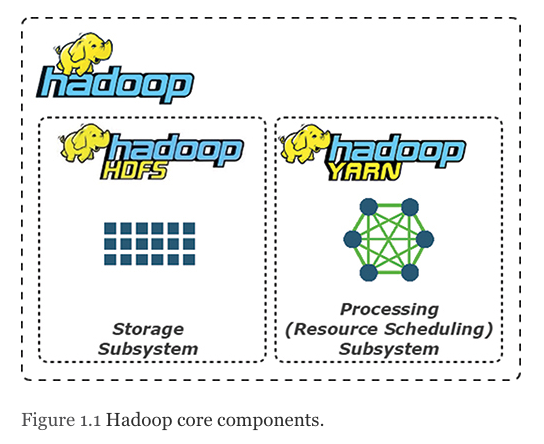 hadoop
hadoop
HDFS
Storage
Subsystem
hadoop
YARN
Processing
(Resource Scheduling)
Subsystem
Figure 1.1 Hadoop core components.